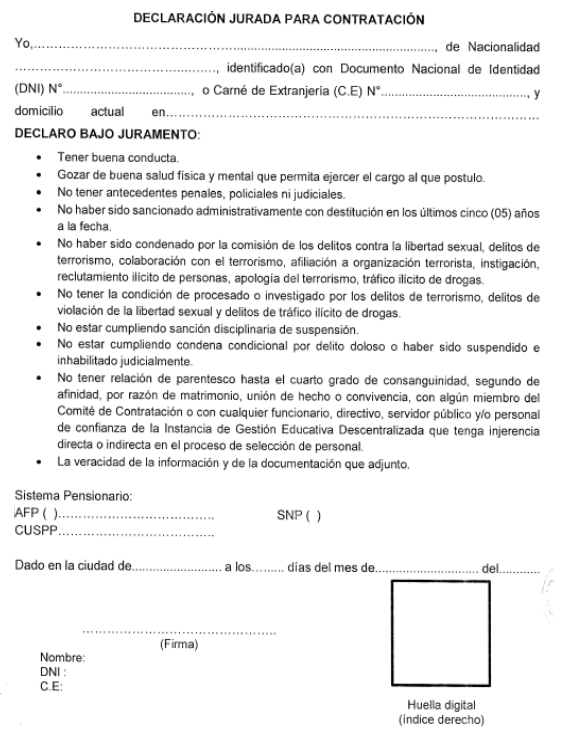 DECLARACIÓN JURADA PARA CONTRATACIÓN
Yo,..............................................................................................., de Nacionalidad
................................................, identificado(a) con Documento Nacional de Identidad
(DNI) N°..................................., o Carné de Extranjería (C.E) N°......................................., y
domicilio actual en.........................................................................................
DECLARO BAJO JURAMENTO:
• Tener buena conducta.
• Gozar de buena salud física y mental que permita ejercer el cargo al que postulo.
• No tener antecedentes penales, policiales ni judiciales.
• No haber sido sancionado administrativamente con destitución en los últimos cinco (05) años
a la fecha.
• No haber sido condenado por la comisión de los delitos contra la libertad sexual, delitos de
terrorismo, colaboración con el terrorismo, afiliación a organización terrorista, instigación,
reclutamiento ilícito de personas, apología del terrorismo, tráfico ilícito de drogas.
• No tener la condición de procesado o investigado por los delitos de terrorismo, delitos de
violación de la libertad sexual y delitos de tráfico ilícito de drogas.
• No estar cumpliendo sanción disciplinaria de suspensión.
• No estar cumpliendo condena condicional por delito doloso o haber sido suspendido e
inhabilitado judicialmente.
• No tener relación de parentesco hasta el cuarto grado de consanguinidad, segundo de
afinidad, por razón de matrimonio, unión de hecho o convivencia, con algún miembro del
Comité de Contratación o con cualquier funcionario, directivo, servidor público y/o personal
de confianza de la Instancia de Gestión Educativa Descentralizada que tenga injerencia
directa o indirecta en el proceso de selección de personal.
• La veracidad de la información y de la documentación que adjunto.
Sistema Pensionario:
AFP ( )...................................... SNP ( )
CUSPP......................................
Dado en la ciudad de........................ a los......... días del mes de............................ del...........
................................................
(Firma)
Nombre:
DNI :
C.E:
Huella digital
(índice derecho)